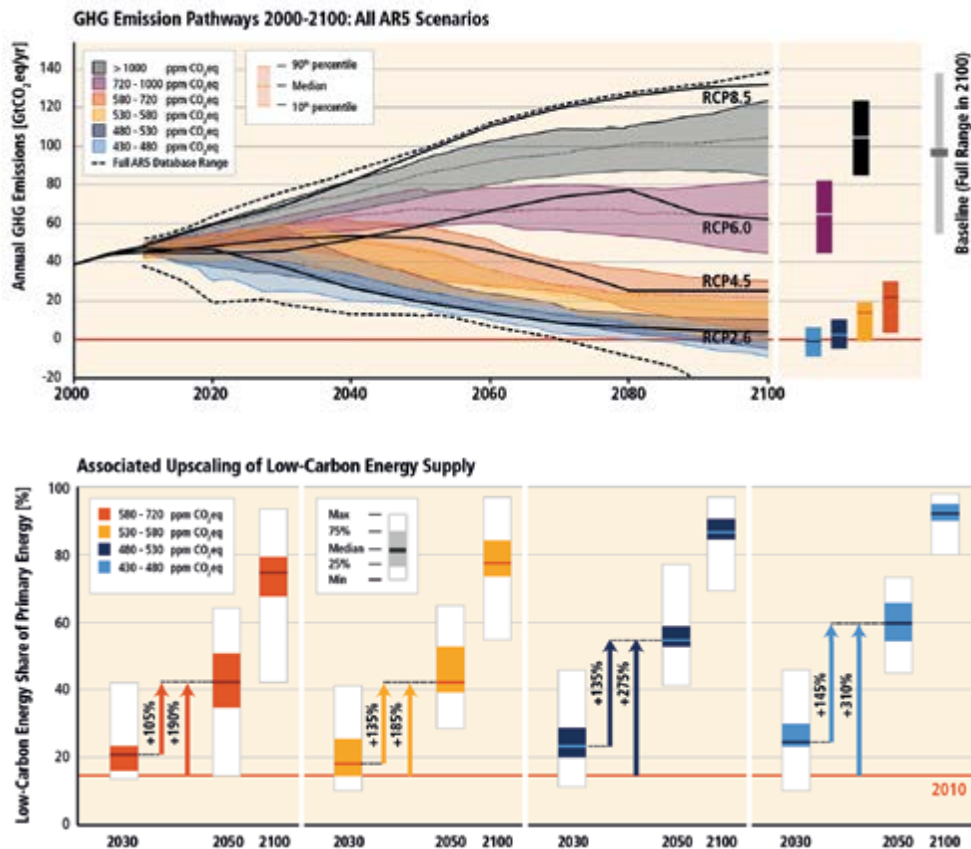 GHG Emission Pathways 2000-2100: All AR5 Scenarios
Annual GHG Emissions [GtCO2eq/yr]
140
120
100
80
60
40
20
0
-20
> 1000 ppm CO2eq
720 - 1000 ppm CO2eq
580 - 720 ppm CO2eq
530 - 580 ppm CO2eq
480 - 530 ppm CO2eq
430 - 480 ppm CO2eq
Full AR5 Database Range
90th percentile
Median
10th percentile
RCP8.5
RCP6.0
RCP4.5
RCP2.6
2000
2020
2040
2060
2080
2100
Baseline (Full Range in 2100)
Associated Upscaling of Low-Carbon Energy Supply
Low-Carbon Energy Share of Primary Energy [%]
100
80
60
40
20
0
580 - 720 ppm CO2eq
530 - 580 ppm CO2eq
480 - 530 ppm CO2eq
430 - 480 ppm CO2eq
Max
75%
Median
25%
Min
+105%
+190%
+135%
+185%
+135%
+275%
+145%
+310%
2010
2030
2050
2100
2030
2050
2100
2030
2050
2100
2030
2050
2100